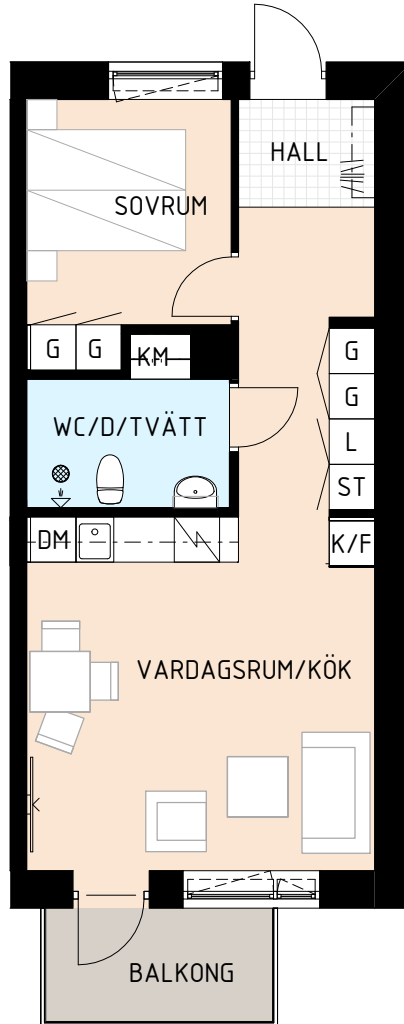 HALL
SOVRUM
G G
KM
G
G
L
ST
WC/D/TVÄTT
DM
K/F
VARDAGSRUM/KÖK
BALKONG